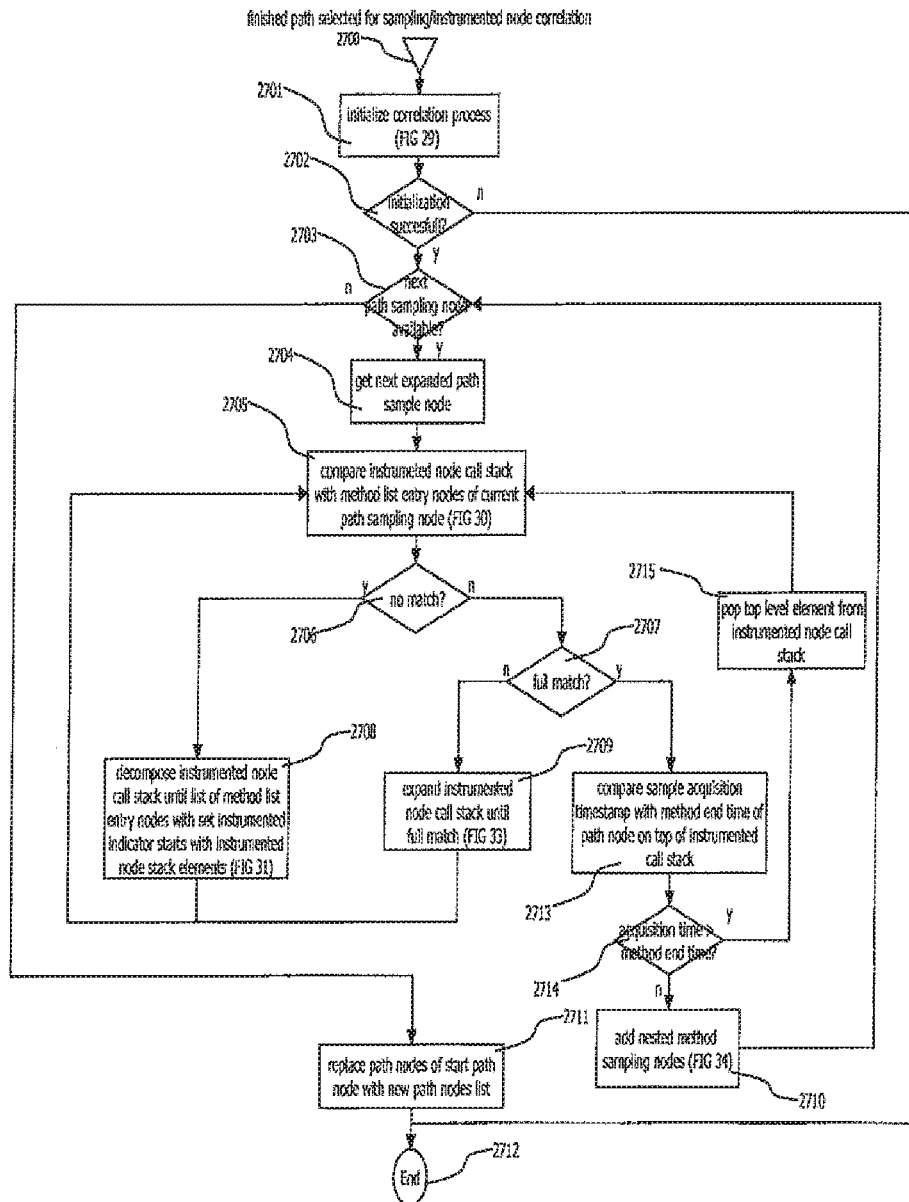 finished path selected for sampling/instrumented node correlation
2700
2701
initialize correlation process
(FIG 29)
2702
initialization
succesfull?
n
y
2703
next
path sampling node
available?
n
y
2704
get next expanded path
sample node
2705
compare instrumeted node call stack
with method list entry nodes of current
path sampling node (FIG 30)
y
no match?
n
2706
2715
pop top level element from
instrumented node call
stack
2707
n
full match?
y
2708
decompose instrumented node
call stack until list of method list
entry nodes with set instrumented
indicator starts with instrumented
node stack elements (FIG 31)
2709
expand instrumented
node call stack until
full match (FIG 33)
compare sample acquisition
timestamp with method end time of
path node on top of instrumented
call stack
2713
acquisition time >
method end time?
y
2714
n
2711
replace path nodes of start path
node with new path nodes list
add nested method
sampling nodes (FIG 34)
2710
End
2712